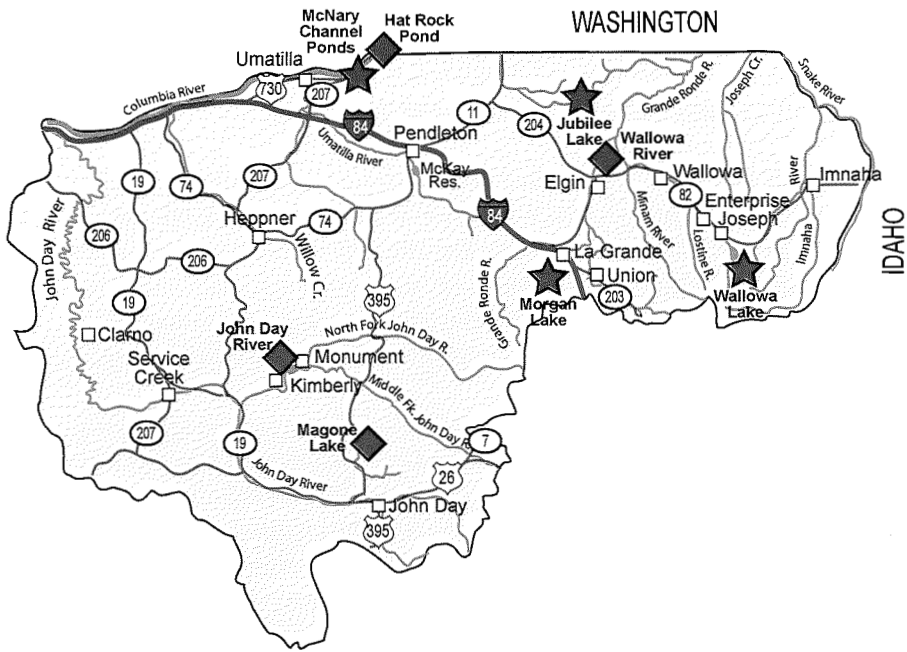 WASHINGTON
McNary
Channel
Ponds
Hat Rock
Pond
Umatilla
730
207
Columbia River
84
11
204
Jubilee
Lake
Grande Ronde R.
Joseph Cr.
Snake River
Pendleton
Umatilla River
McKay
Res.
Wallowa
River
Wallowa
Elgin
82
Enterprise
Joseph
River
Imnaha
Imnaha
19
74
207
John Day River
206
Heppner
74
Willow Cr.
206
84
Minam River
Lostine R.
IDAHO
La Grande
Union
203
Morgan
Lake
Wallowa
Lake
Grande Ronde R.
19
395
Clarno
John Day
River
North Fork John Day R.
Monument
Service
Creek
Kimberly
Middle Fk. John Day R.
207
19
Magone
Lake
7
John Day River
26
John Day
395